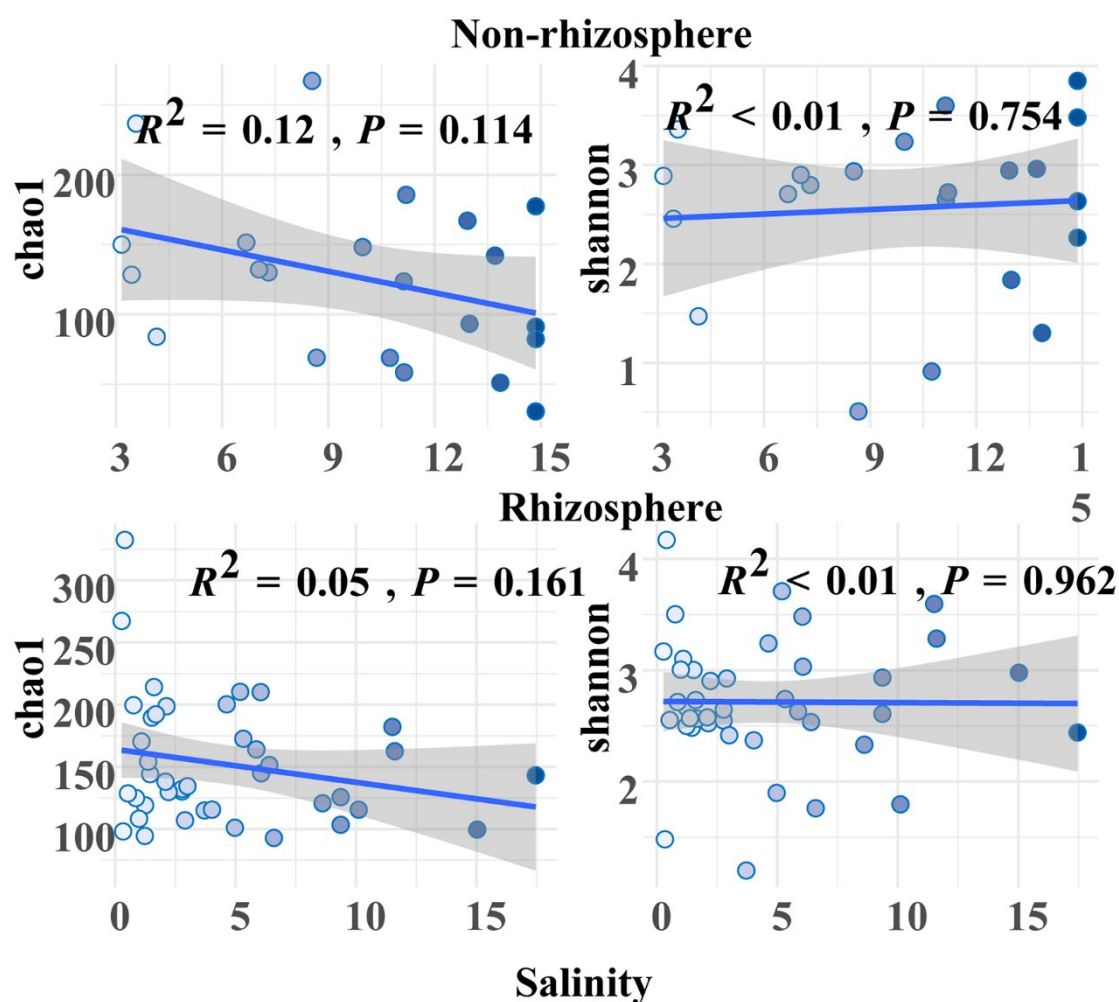 Non-rhizosphere
R2 = 0.12 , P = 0.114
R2 < 0.01 , P = 0.754
chao1
200
100
3 6 9 12 15
shannon
4
3
2
1
3 6 9 12 1
5
Rhizosphere
R2 = 0.05 , P = 0.161
R2 < 0.01 , P = 0.962
chao1
300
250
200
150
100
0 5 10 15
shannon
4
3
2
0 5 10 15
Salinity